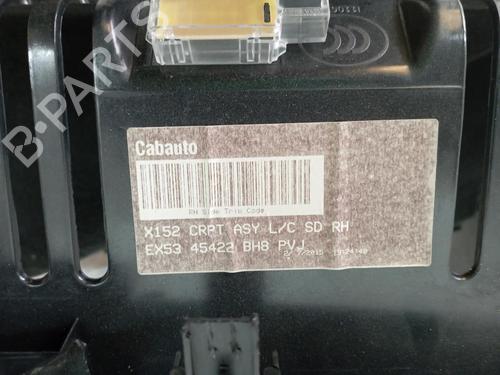 Cabauto
RH Side Trim Code
X152 CRPT ASY L/C SD RH
EX53 45422 BH8 PVJ
B-PARTS